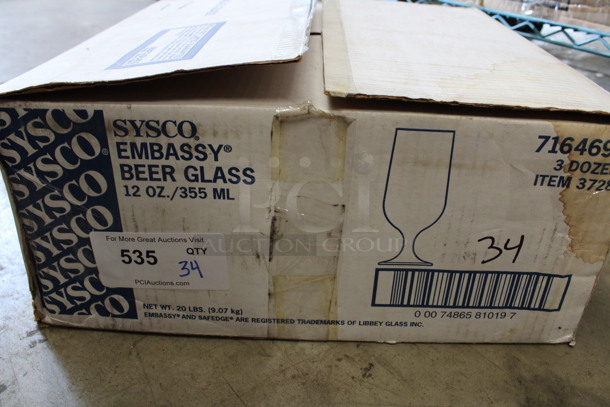 SYSCO®
EMBASSY®
BEER GLASS
12 OZ./355 ML
716469
3 DOZE
ITEM 372
For More Great Auctions Visit
535 QTY
34
PCIAuctions.com
34
PCI
AUCTION GROUP
NET WT. 20 LBS. (9.07 kg)
EMBASSY® AND SAFEDGE® ARE REGISTERED TRADEMARKS OF LIBBEY GLASS INC.
0 00 74865 81019 7
SYSCO
SYSCO
SYSCO
SYSCO
SYSCO
SYSCO